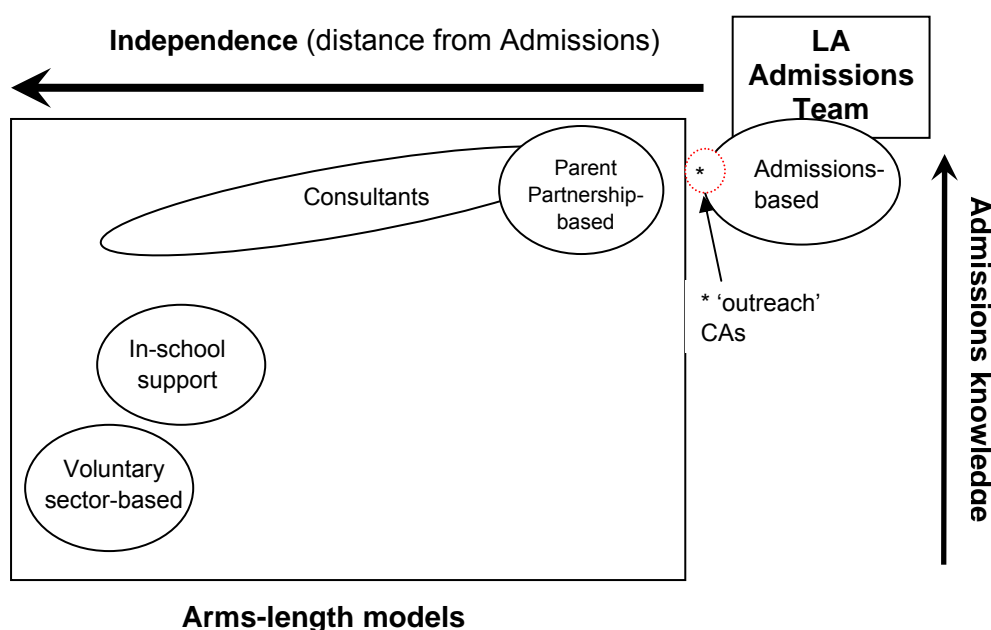 Independence (distance from Admissions)
LA
Admissions
Team
Consultants
Parent
Partnership-
based
*
Admissions-
based
* 'outreach'
CAs
In-school
support
Voluntary
sector-based
Admissions knowledge
Arms-length models